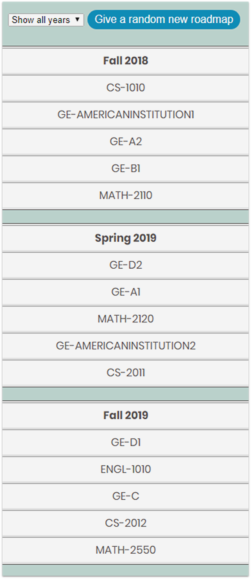 Show all years
Give a random new roadmap
Fall 2018
CS-1010
GE-AMERICANINSTITUTION1
GE-A2
GE-B1
MATH-2110
Spring 2019
GE-D2
GE-A1
MATH-2120
GE-AMERICANINSTITUTION2
CS-2011
Fall 2019
GE-D1
ENGL-1010
GE-C
CS-2012
MATH-2550